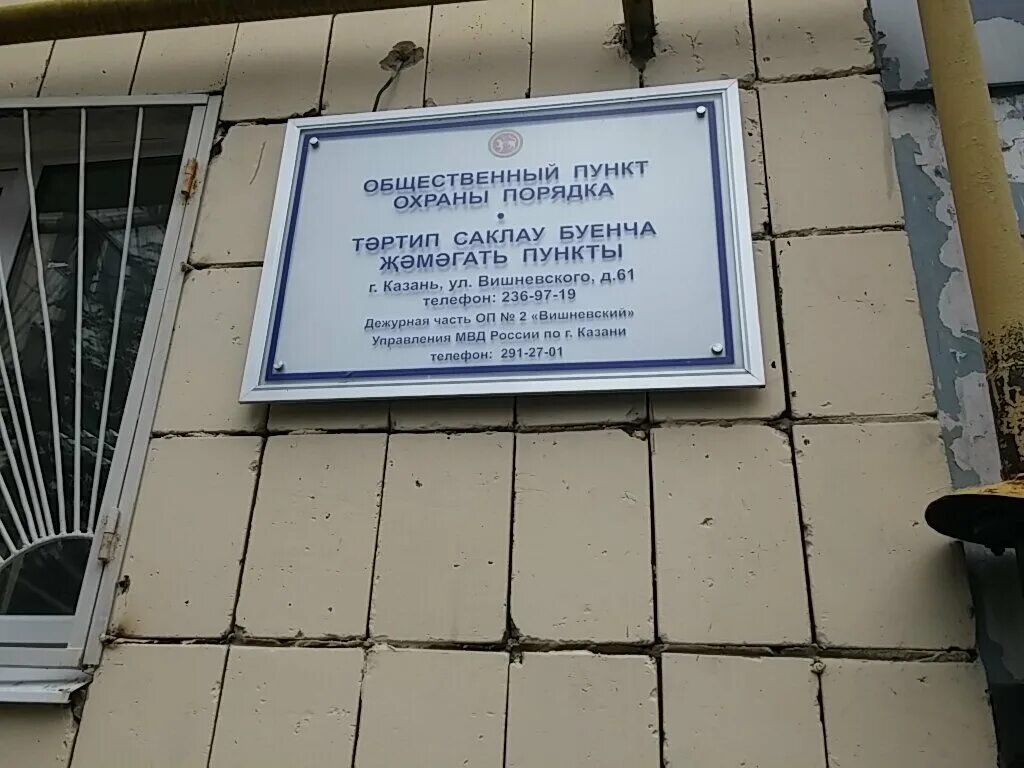 ОБЩЕСТВЕННЫЙ ПУНКТ
ОХРАНЫ ПОРЯДКА
•
ТӘРТИП САКЛАУ БУЕНЧА
ҖӘМӘГАТЬ ПУНКТЫ
г. Казань, ул. Вишневского, д.61
телефон: 236-97-19
Дежурная часть ОП № 2 «Вишневский»
Управления МВД России по г. Казани
телефон: 291-27-01